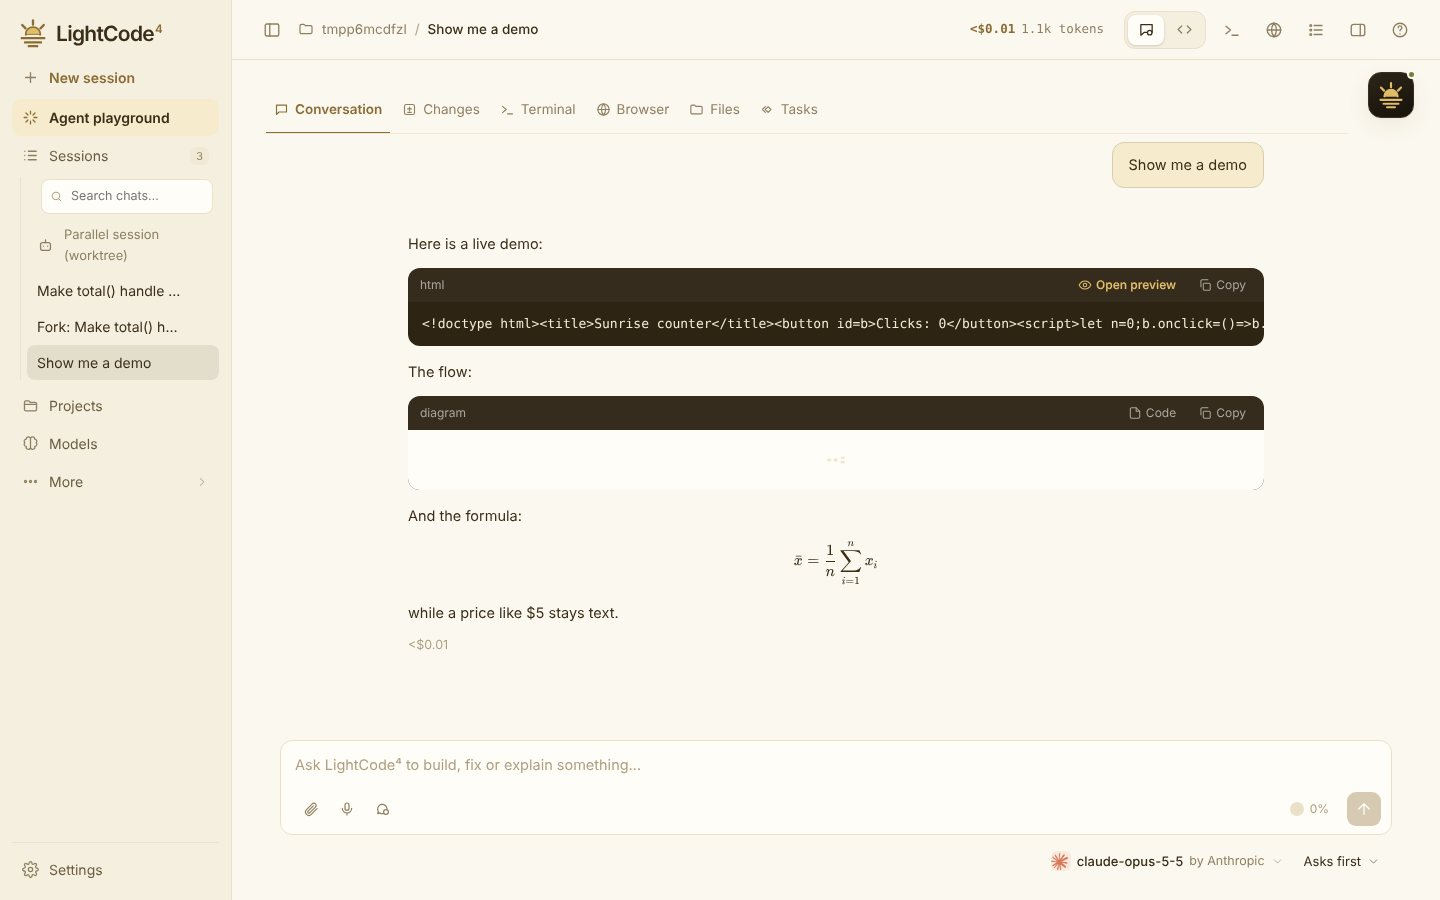 LightCode⁴
tmpp6mcdfzl / Show me a demo
<$0.01 1.1k tokens
New session
Agent playground
Sessions 3
Search chats...
Parallel session
(worktree)
Make total() handle ...
Fork: Make total() h...
Show me a demo
Projects
Models
More
Settings
Conversation Changes Terminal Browser Files Tasks
Show me a demo
Here is a live demo:
html Open preview Copy
<!doctype html><title>Sunrise counter</title><button id=b>Clicks: 0</button><script>let n=0;b.onclick=()=>b.
The flow:
diagram Code Copy
And the formula:
x̄ = 1/n ∑_{i=1}^{n} x_i
while a price like $5 stays text.
<$0.01
Ask LightCode⁴ to build, fix or explain something...
0%
claude-opus-5-5 by Anthropic Asks first